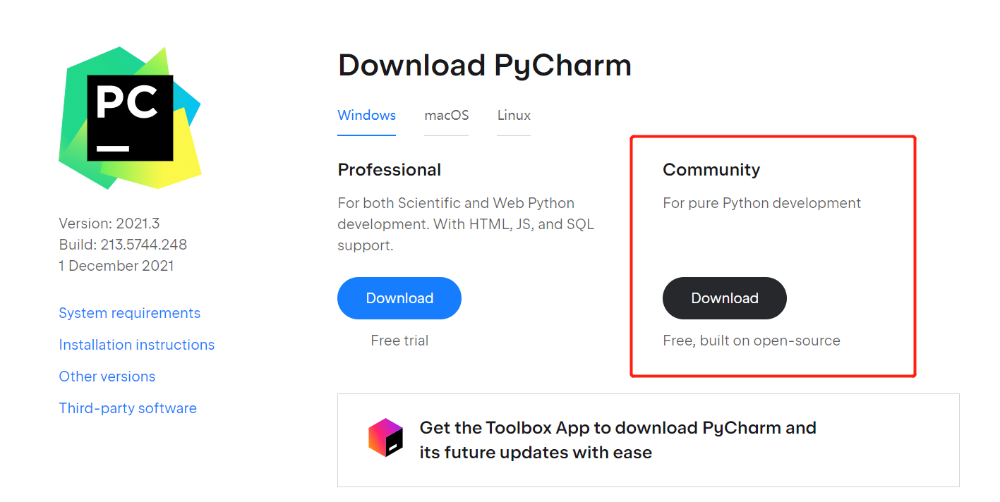 PC
Download PyCharm
Windows
macOS
Linux
Version: 2021.3
Build: 213.5744.248
1 December 2021
System requirements
Installation instructions
Other versions
Third-party software
Professional
For both Scientific and Web Python
development. With HTML, JS, and SQL
support.
Download
Free trial
Community
For pure Python development
Download
Free, built on open-source
Get the Toolbox App to download PyCharm and
its future updates with ease